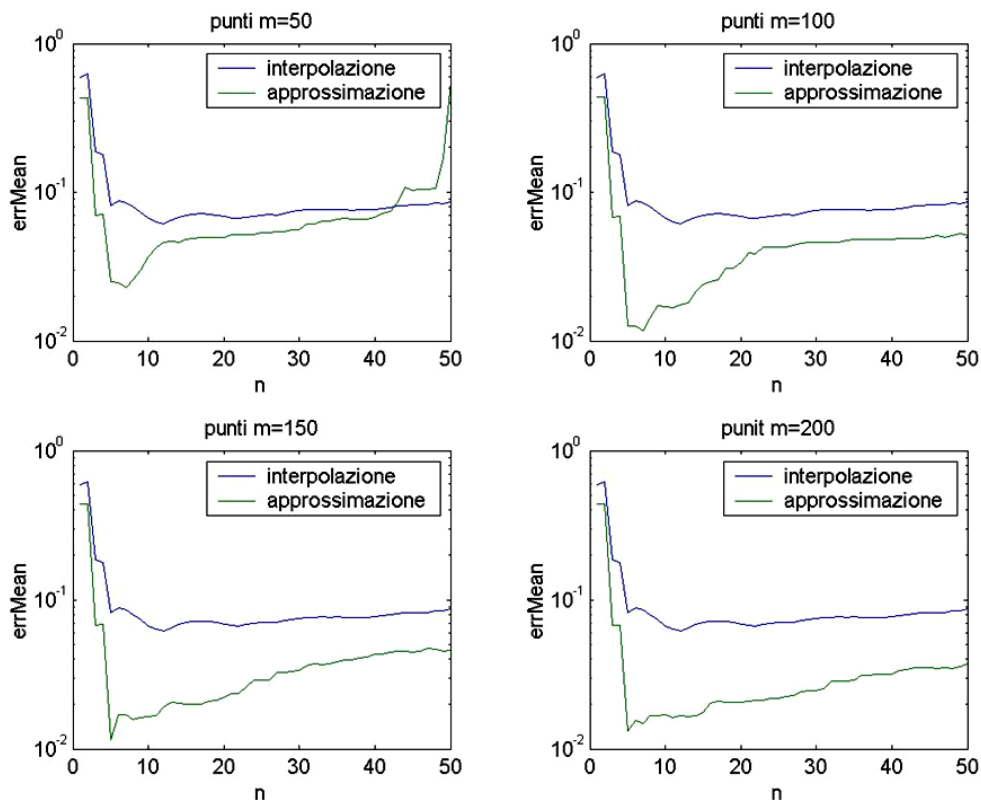 punti m=50
10^0
interpolazione
approssimazione
errMean
10^-1
10^-2
0 10 20 30 40 50
n
punti m=100
10^0
interpolazione
approssimazione
errMean
10^-1
10^-2
0 10 20 30 40 50
n
punti m=150
10^0
interpolazione
approssimazione
errMean
10^-1
10^-2
0 10 20 30 40 50
n
punit m=200
10^0
interpolazione
approssimazione
errMean
10^-1
10^-2
0 10 20 30 40 50
n